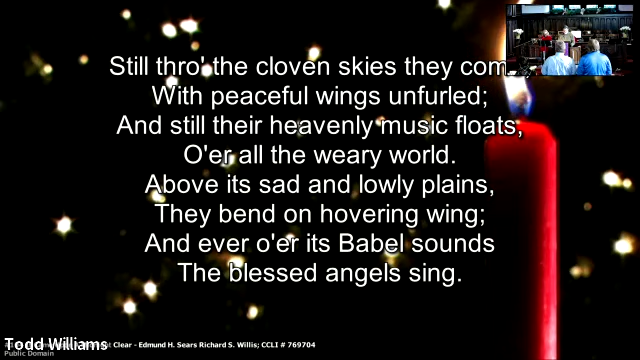 Still thro' the cloven skies they com
With peaceful wings unfurled;
And still their heavenly music floats,
O'er all the weary world.
Above its sad and lowly plains,
They bend on hovering wing;
And ever o'er its Babel sounds
The blessed angels sing.
Todd Williams
Clear - Edmund H. Sears Richard S. Willis; CCLI # 769704
Public Domain